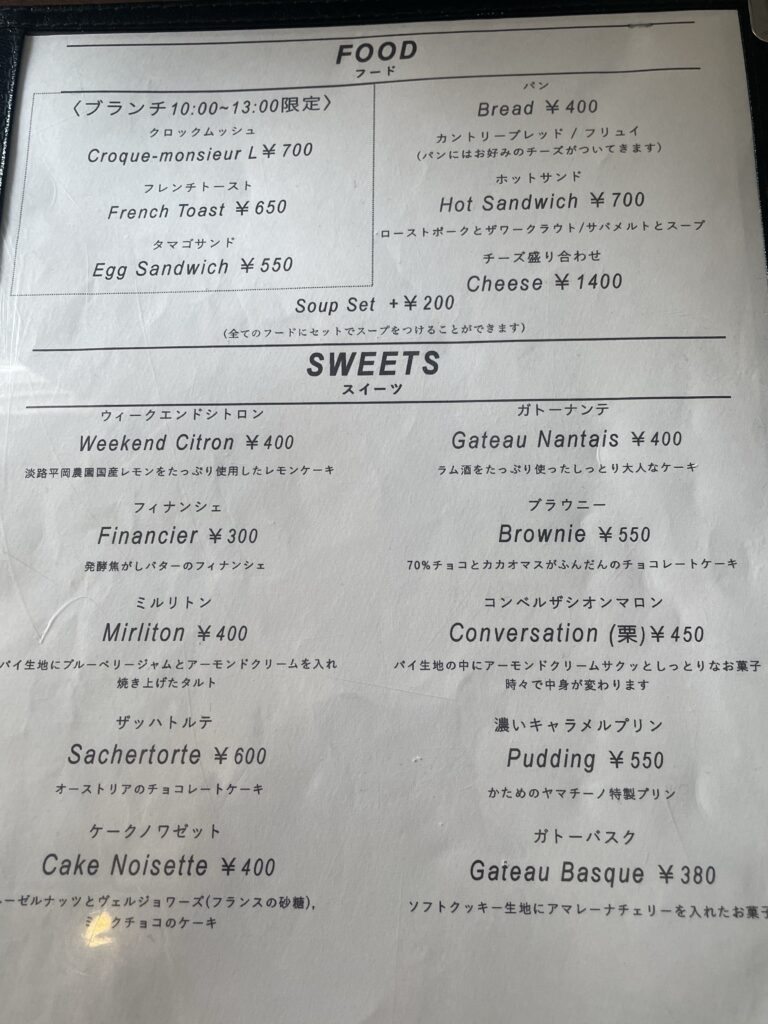 FOOD
フード
〈ブランチ10:00~13:00限定〉
クロックムッシュ
Croque-monsieur L￥700
フレンチトースト
French Toast ￥650
タマゴサンド
Egg Sandwich ￥550
パン
Bread ￥400
カントリーブレッド / フリュイ
(パンにはお好みのチーズがついてきます)
ホットサンド
Hot Sandwich ￥700
ローストポークとザワークラウト/サバメルトとスープ
チーズ盛り合わせ
Cheese ￥1400
Soup Set +￥200
(全てのフードにセットでスープをつけることができます)
SWEETS
スイーツ
ウィークエンドシトロン
Weekend Citron ￥400
淡路平岡農園国産レモンをたっぷり使用したレモンケーキ
フィナンシェ
Financier ￥300
発酵焦がしバターのフィナンシェ
ミルリトン
Mirliton ￥400
パイ生地にブルーベリージャムとアーモンドクリームを入れ
焼き上げたタルト
ザッハトルテ
Sachertorte ￥600
オーストリアのチョコレートケーキ
ケークノワゼット
Cake Noisette ￥400
ーゼルナッツとヴェルジョワーズ(フランスの砂糖),
クチョコのケーキ
ガトーナンテ
Gateau Nantais ￥400
ラム酒をたっぷり使ったしっとり大人なケーキ
ブラウニー
Brownie ￥550
70%チョコとカカオマスがふんだんのチョコレートケーキ
コンベルザシオンマロン
Conversation (栗)￥450
パイ生地の中にアーモンドクリームサクッとしっとりなお菓子
時々で中身が変わります
濃いキャラメルプリン
Pudding ￥550
かためのヤマチーノ特製プリン
ガトーバスク
Gateau Basque ￥380
ソフトクッキー生地にアマレーナチェリーを入れたお菓子